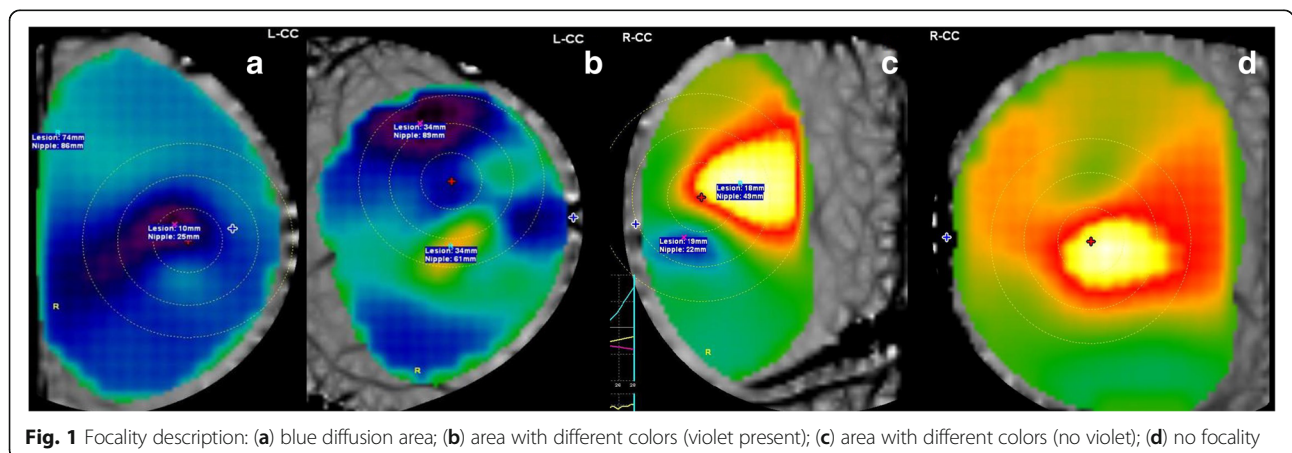 L-CC
a
Lesion: 74mm
Nipple: 86mm
Lesion: 10mm
Nipple: 25mm
R
L-CC
b
Lesion: 34mm
Nipple: 89mm
Lesion: 34mm
Nipple: 61mm
R
R-CC
c
Lesion: 18mm
Nipple: 49mm
Lesion: 19mm
Nipple: 22mm
R
R-CC
d
Fig. 1 Focality description: (a) blue diffusion area; (b) area with different colors (violet present); (c) area with different colors (no violet); (d) no focality